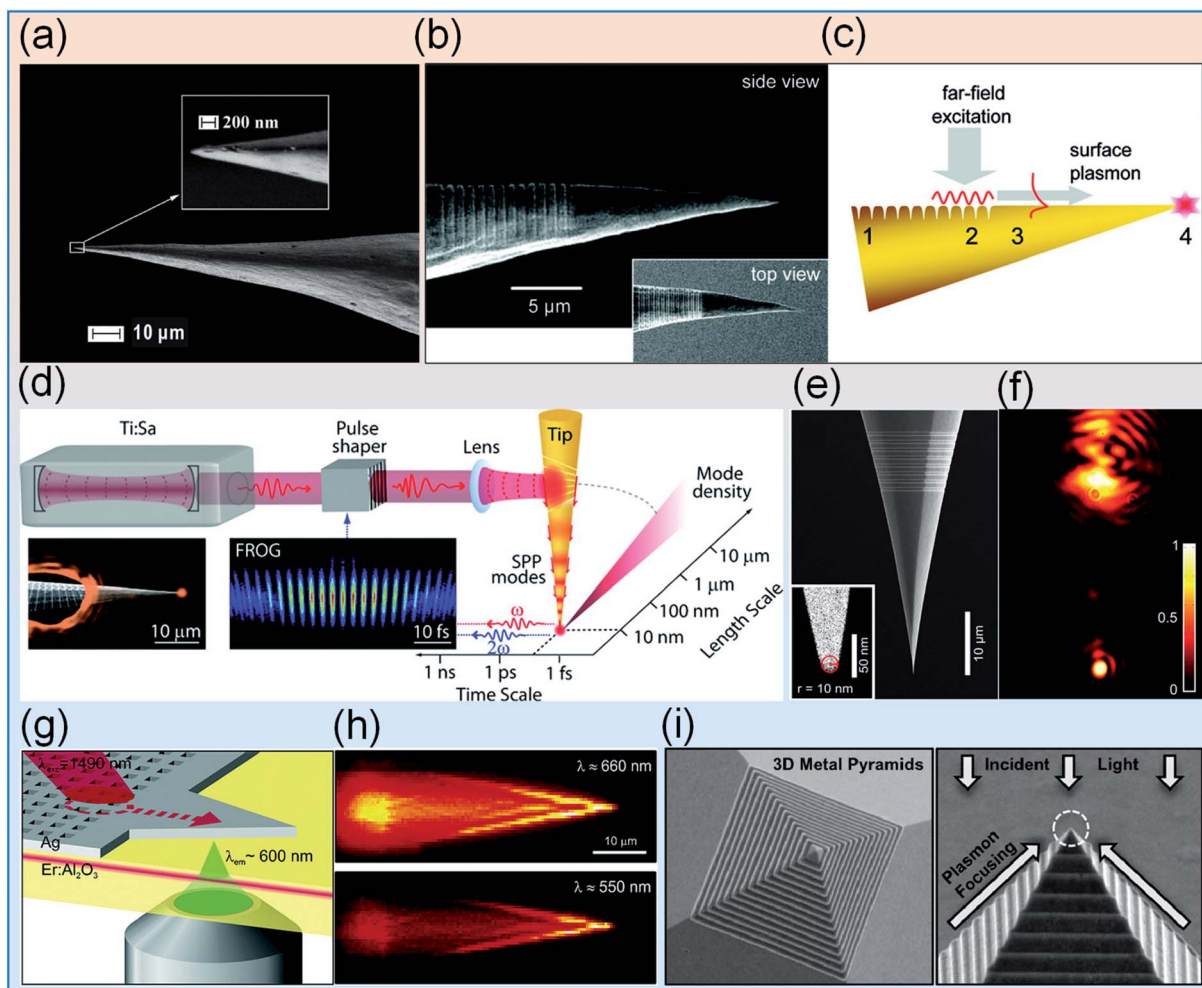 (a)
200 nm
10 µm
(b)
side view
5 µm
top view
(c)
far-field
excitation
surface
plasmon
1
2
3
4
(d)
Ti:Sa
Pulse
shaper
Lens
Tip
Mode
density
10 µm
FROG
10 fs
SPP
modes
ω
2ω
10 µm
1 µm
100 nm
10 nm
Length Scale
1 ns
1 ps
1 fs
Time Scale
(e)
50 nm
r = 10 nm
10 µm
(f)
1
0.5
0
(g)
λexc=1490 nm
Ag
Er:Al₂O₃
λem~ 600 nm
(h)
λ ≈ 660 nm
10 µm
λ ≈ 550 nm
(i)
3D Metal Pyramids
Incident
Light
Plasmon
Focusing